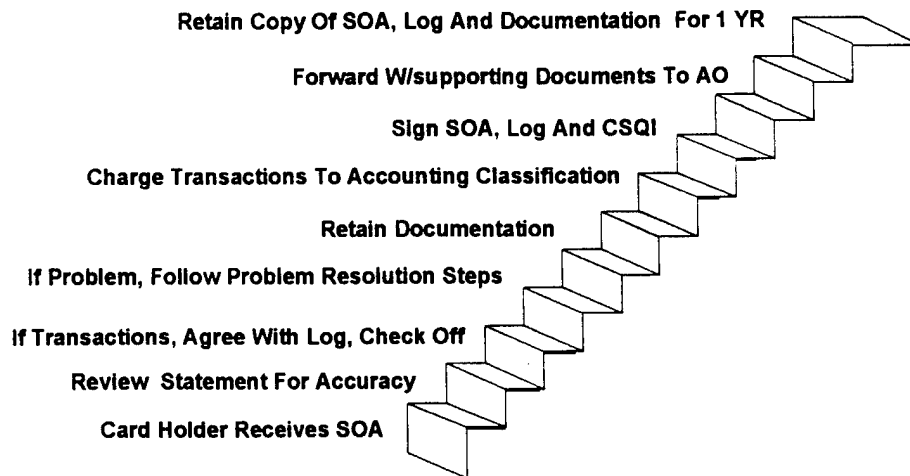 Retain Copy Of SOA, Log And Documentation For 1 YR
Forward W/supporting Documents To AO
Sign SOA, Log And CSQI
Charge Transactions To Accounting Classification
Retain Documentation
If Problem, Follow Problem Resolution Steps
If Transactions, Agree With Log, Check Off
Review Statement For Accuracy
Card Holder Receives SOA